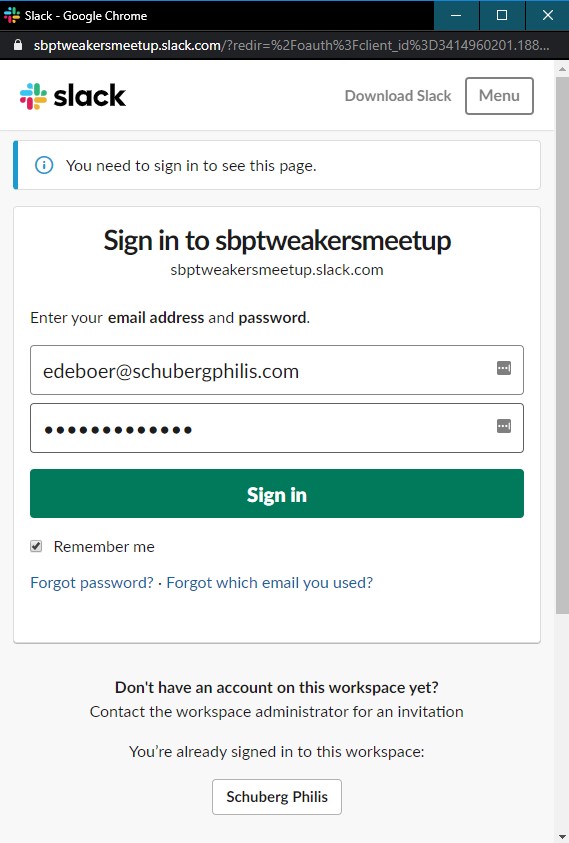 Slack - Google Chrome
sbptweakersmeetup.slack.com/?redir=%2Foauth%3Fclient_id%3D3414960201.188...
slack Download Slack Menu
You need to sign in to see this page.
Sign in to sbptweakersmeetup
sbptweakersmeetup.slack.com
Enter your email address and password.
edeboer@schubergphilis.com
•••••••••••••
Sign in
Remember me
Forgot password? · Forgot which email you used?
Don't have an account on this workspace yet?
Contact the workspace administrator for an invitation
You’re already signed in to this workspace:
Schuberg Philis